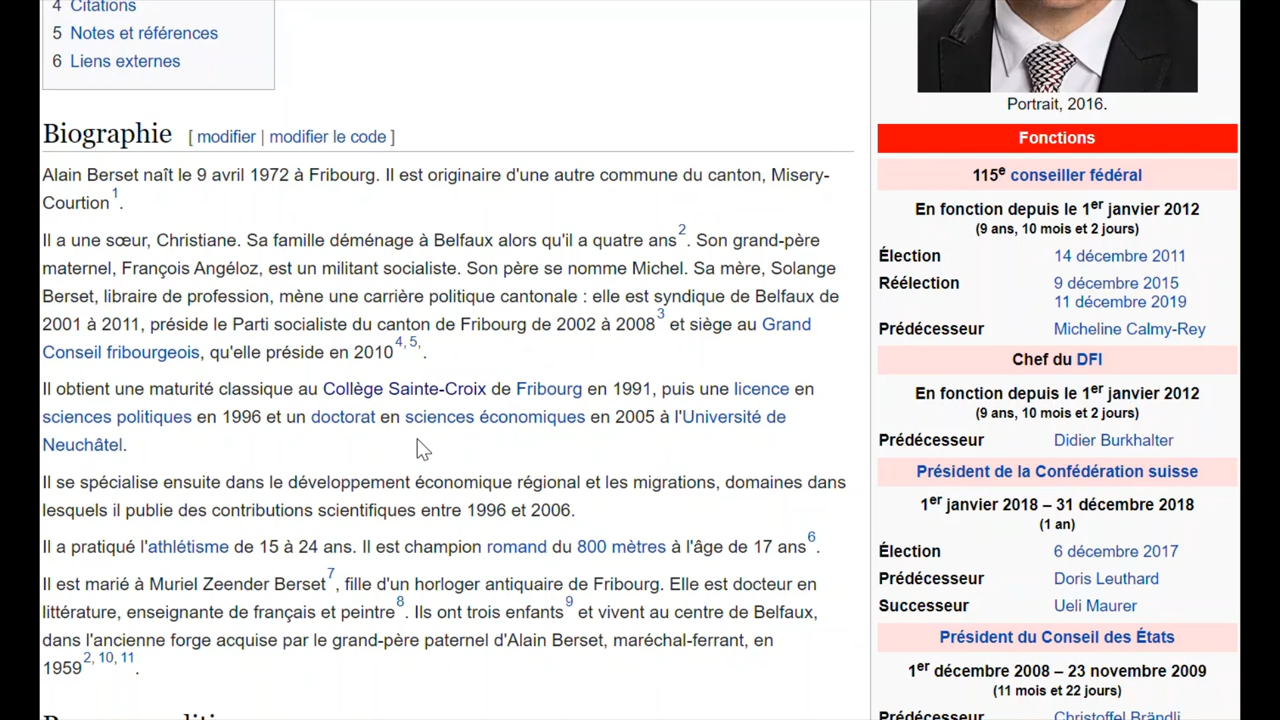 4 Citations
5 Notes et références
6 Liens externes
Biographie [ modifier | modifier le code ]
Alain Berset naît le 9 avril 1972 à Fribourg. Il est originaire d'une autre commune du canton, Misery-
Courtion1.
Il a une sœur, Christiane. Sa famille déménage à Belfaux alors qu'il a quatre ans2. Son grand-père
maternel, François Angéloz, est un militant socialiste. Son père se nomme Michel. Sa mère, Solange
Berset, libraire de profession, mène une carrière politique cantonale : elle est syndique de Belfaux de
2001 à 2011, préside le Parti socialiste du canton de Fribourg de 2002 à 20083 et siège au Grand
Conseil fribourgeois, qu'elle préside en 20104, 5,.
Il obtient une maturité classique au Collège Sainte-Croix de Fribourg en 1991, puis une licence en
sciences politiques en 1996 et un doctorat en sciences économiques en 2005 à l'Université de
Neuchâtel.
Il se spécialise ensuite dans le développement économique régional et les migrations, domaines dans
lesquels il publie des contributions scientifiques entre 1996 et 2006.
Il a pratiqué l'athlétisme de 15 à 24 ans. Il est champion romand du 800 mètres à l'âge de 17 ans6.
Il est marié à Muriel Zeender Berset7, fille d'un horloger antiquaire de Fribourg. Elle est docteur en
littérature, enseignante de français et peintre8. Ils ont trois enfants9 et vivent au centre de Belfaux,
dans l'ancienne forge acquise par le grand-père paternel d'Alain Berset, maréchal-ferrant, en
19592, 10, 11.
Portrait, 2016.
Fonctions
115e conseiller fédéral
En fonction depuis le 1er janvier 2012
(9 ans, 10 mois et 2 jours)
Élection 14 décembre 2011
Réélection 9 décembre 2015
11 décembre 2019
Prédécesseur Micheline Calmy-Rey
Chef du DFI
En fonction depuis le 1er janvier 2012
(9 ans, 10 mois et 2 jours)
Prédécesseur Didier Burkhalter
Président de la Confédération suisse
1er janvier 2018 – 31 décembre 2018
(1 an)
Élection 6 décembre 2017
Prédécesseur Doris Leuthard
Successeur Ueli Maurer
Président du Conseil des États
1er décembre 2008 – 23 novembre 2009
(11 mois et 22 jours)
Prédécesseur Christoffel Brändli